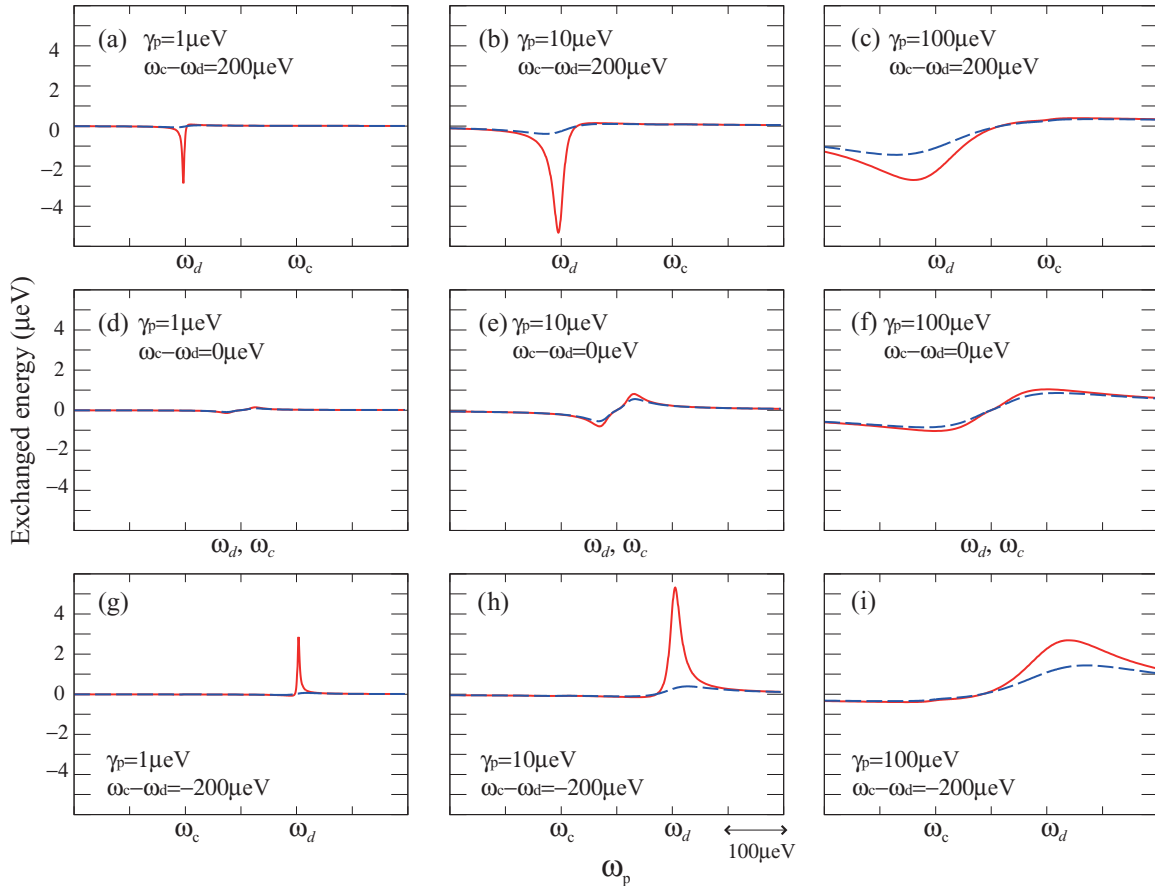 (a) γp=1μeV
ωc−ωd=200μeV
(b) γp=10μeV
ωc−ωd=200μeV
(c) γp=100μeV
ωc−ωd=200μeV
6
4
2
0
−2
−4
ωd ωc
ωd ωc
ωd ωc
Exchanged energy (μeV)
(d) γp=1μeV
ωc−ωd=0μeV
(e) γp=10μeV
ωc−ωd=0μeV
(f) γp=100μeV
ωc−ωd=0μeV
4
2
0
−2
−4
ωd, ωc
ωd, ωc
ωd, ωc
(g)
(h)
(i)
4
2
0
−2
−4
γp=1μeV
ωc−ωd=−200μeV
γp=10μeV
ωc−ωd=−200μeV
γp=100μeV
ωc−ωd=−200μeV
ωc ωd
ωc ωd
ωc ωd
100μeV
ωp